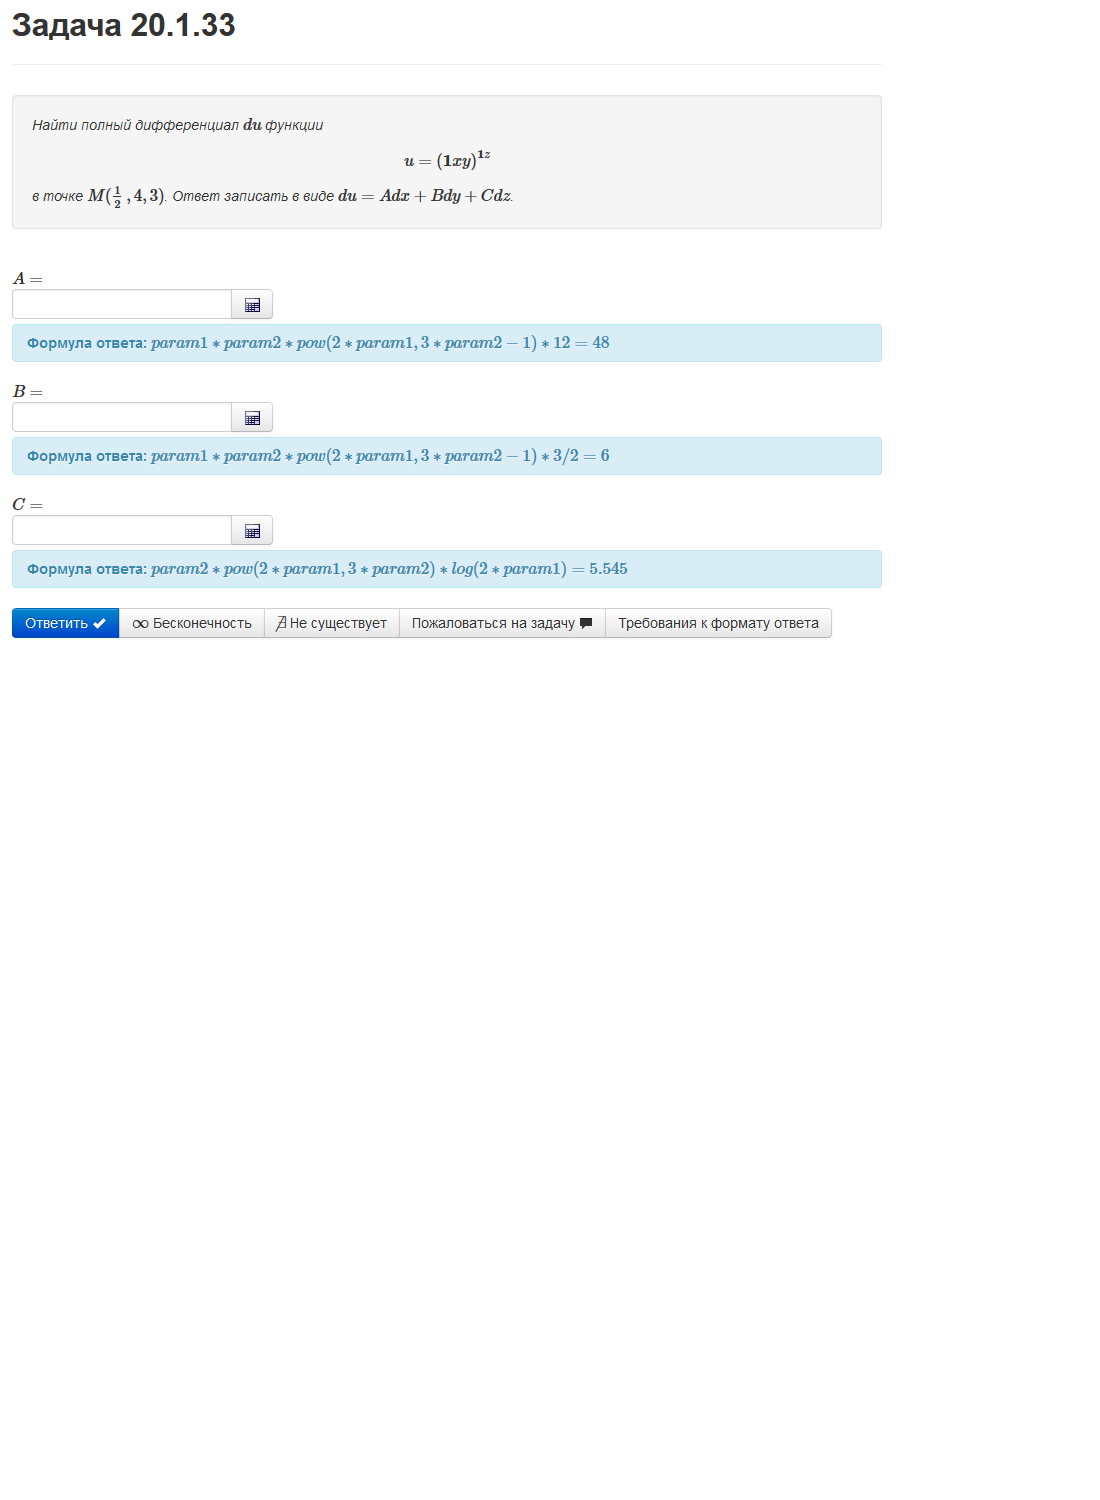 Задача 20.1.33
Найти полный дифференциал du функции
u = (1xy)^{1z}
в точке M(\frac{1}{2}, 4, 3). Ответ записать в виде du = Adx + Bdy + Cdz.
A =
Формула ответа: param1 * param2 * pow(2 * param1, 3 * param2 − 1) * 12 = 48
B =
Формула ответа: param1 * param2 * pow(2 * param1, 3 * param2 − 1) * 3/2 = 6
C =
Формула ответа: param2 * pow(2 * param1, 3 * param2) * log(2 * param1) = 5.545
Ответить ∞ Бесконечность ∄ Не существует Пожаловаться на задачу Требования к формату ответа